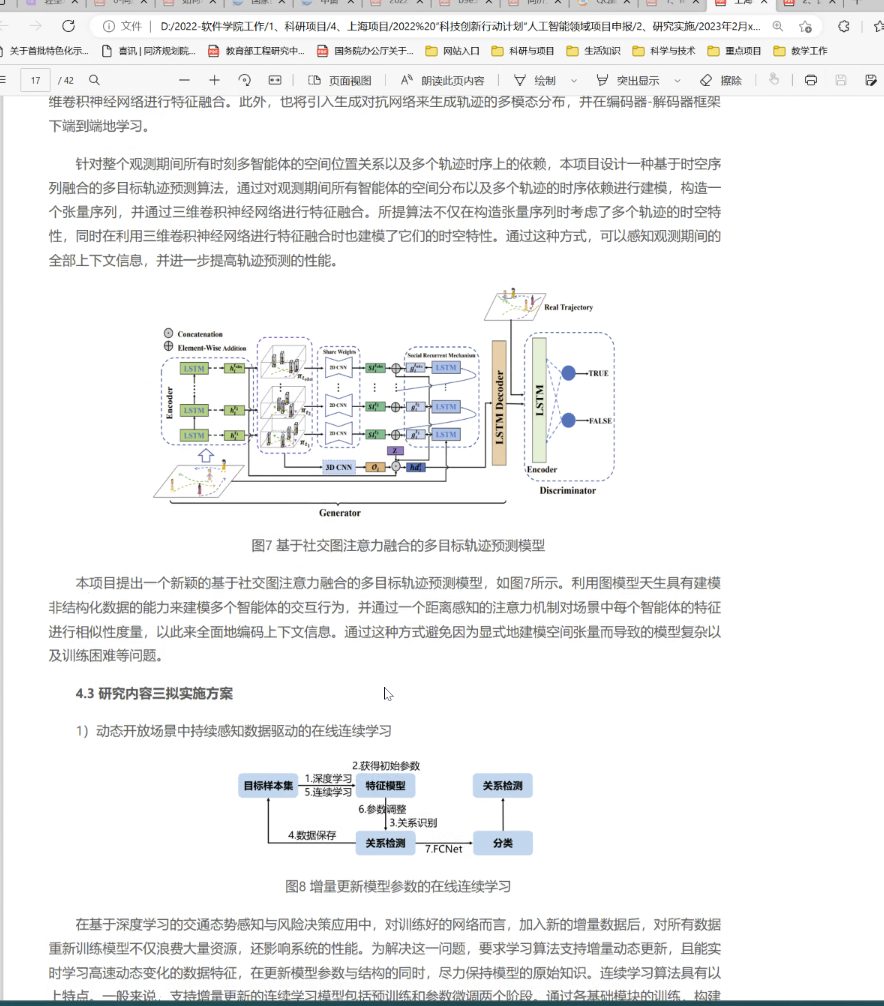 文件 | D:/2022-软件学院工作/1、科研项目/4、上海项目/2022%20"科技创新行动计划"人工智能领域项目申报/2、研究实施/2023年2月x...
关于首批特色化示...
喜讯 | 同济规划院...
教育部工程研究中...
国务院办公厅关于...
网站入口
科研与项目
生活知识
科学与技术
重点项目
教学工作
17 / 42
页面视图
朗读此页内容
绘制
突出显示
擦除
维卷积神经网络进行特征融合。此外，也将引入生成对抗网络来生成轨迹的多模态分布，并在编码器-解码器框架
下端到端地学习。
针对整个观测期间所有时刻多智能体的空间位置关系以及多个轨迹时序上的依赖，本项目设计一种基于时空序
列融合的多目标轨迹预测算法，通过对观测期间所有智能体的空间分布以及多个轨迹的时序依赖进行建模，构造一
个张量序列，并通过三维卷积神经网络进行特征融合。所提算法不仅在构造张量序列时考虑了多个轨迹的时空特
性，同时在利用三维卷积神经网络进行特征融合时也建模了它们的时空特性。通过这种方式，可以感知观测期间的
全部上下文信息，并进一步提高轨迹预测的性能。
Real Trajectory
Concatenation
Element-Wise Addition
Share Weights
Social Recurrent Mechanism
Encoder
LSTM
LSTM
LSTM
2D CNN
2D CNN
2D CNN
LSTM
LSTM
LSTM
3D CNN
Z
LSTM Decoder
LSTM
Encoder
TRUE
FALSE
Discriminator
Generator
图7 基于社交图注意力融合的多目标轨迹预测模型
本项目提出一个新颖的基于社交图注意力融合的多目标轨迹预测模型，如图7所示。利用图模型天生具有建模
非结构化数据的能力来建模多个智能体的交互行为，并通过一个距离感知的注意力机制对场景中每个智能体的特征
进行相似性度量，以此来全面地编码上下文信息。通过这种方式避免因为显式地建模空间张量而导致的模型复杂以
及训练困难等问题。
4.3 研究内容三拟实施方案
1）动态开放场景中持续感知数据驱动的在线连续学习
2.获得初始参数
目标样本集
1.深度学习
5.连续学习
特征模型
关系检测
6.参数调整
3.关系识别
4.数据保存
关系检测
7.FCNet
分类
图8 增量更新模型参数的在线连续学习
在基于深度学习的交通态势感知与风险决策应用中，对训练好的网络而言，加入新的增量数据后，对所有数据
重新训练模型不仅浪费大量资源，还影响系统的性能。为解决这一问题，要求学习算法支持增量动态更新，且能实
时学习高速动态变化的数据特征，在更新模型参数与结构的同时，尽力保持模型的原始知识。连续学习算法具有以
上特点。一般来说，支持增量更新的连续学习模型包括预训练和参数微调两个阶段。通过各基础模块的训练，构建